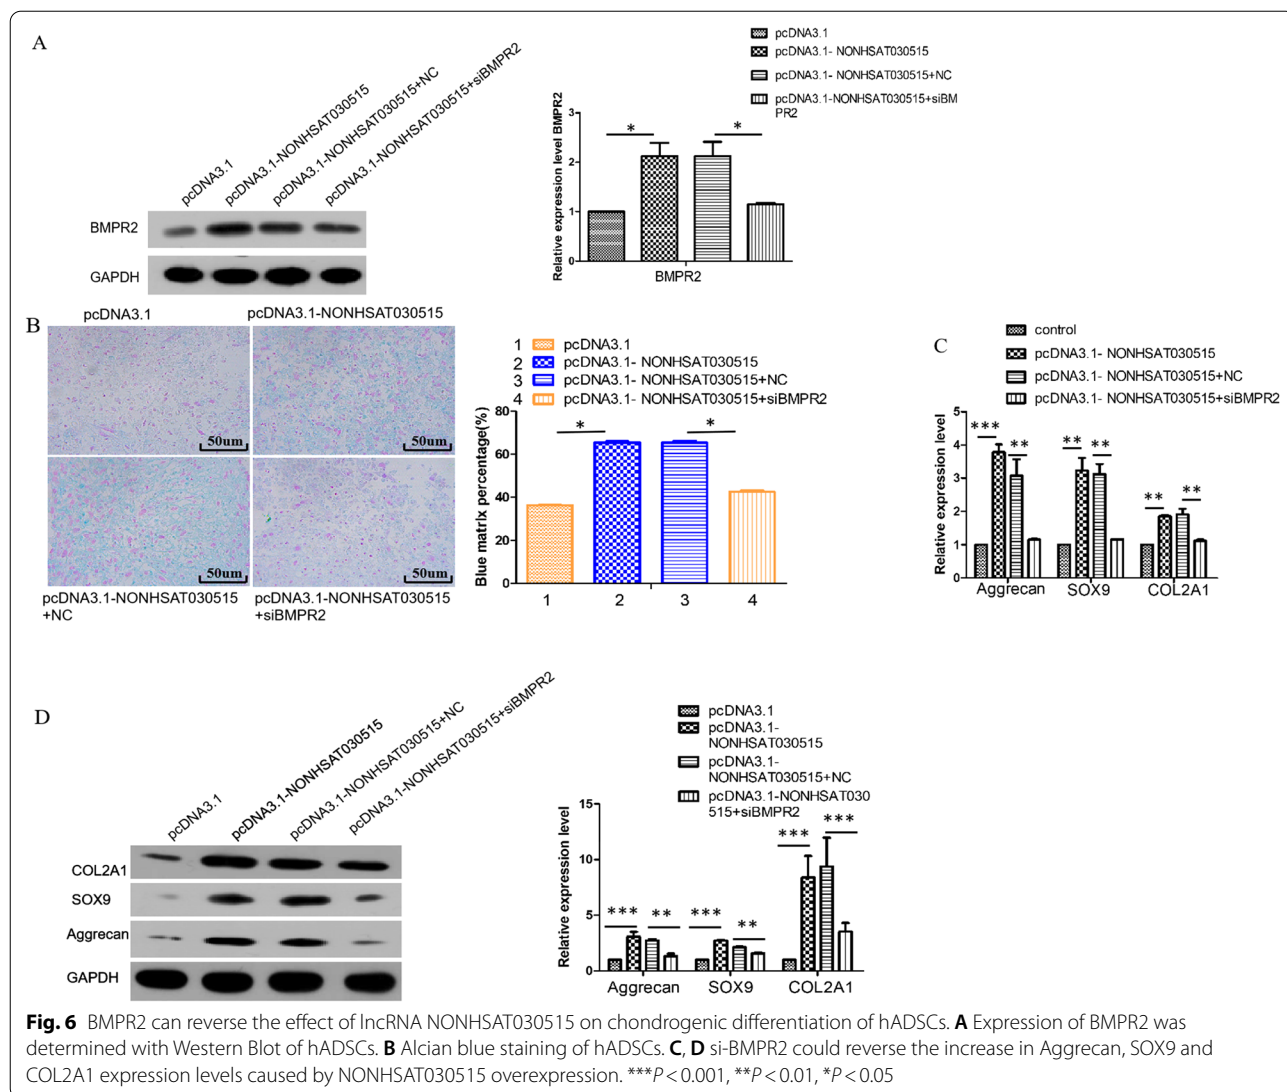 A
pcDNA3.1
pcDNA3.1-NONHSAT030515
pcDNA3.1-NONHSAT030515+NC
pcDNA3.1-NONHSAT030515+siBMPR2
BMPR2
GAPDH
pcDNA3.1
pcDNA3.1- NONHSAT030515
pcDNA3.1- NONHSAT030515+NC
pcDNA3.1-NONHSAT030515+siBM
PR2
Relative expression level BMPR2
3
2
1
0
*
*
BMPR2
B
pcDNA3.1
pcDNA3.1-NONHSAT030515
50um
50um
50um
50um
pcDNA3.1-NONHSAT030515
+NC
pcDNA3.1-NONHSAT030515
+siBMPR2
1 pcDNA3.1
2 pcDNA3.1- NONHSAT030515
3 pcDNA3.1- NONHSAT030515+NC
4 pcDNA3.1- NONHSAT030515+siBMPR2
Blue matrix percentage(%)
80
60
40
20
0
*
*
1 2 3 4
C
control
pcDNA3.1- NONHSAT030515
pcDNA3.1- NONHSAT030515+NC
pcDNA3.1- NONHSAT030515+siBMPR2
Relative expression level
5
4
3
2
1
0
*** ** ** ** ** **
Aggrecan SOX9 COL2A1
D
pcDNA3.1
pcDNA3.1-NONHSAT030515
pcDNA3.1-NONHSAT030515+NC
pcDNA3.1-NONHSAT030515+siBMPR2
COL2A1
SOX9
Aggrecan
GAPDH
pcDNA3.1
pcDNA3.1-
NONHSAT030515
pcDNA3.1-
NONHSAT030515+NC
pcDNA3.1-NONHSAT030
515+siBMPR2
Relative expression level
15
10
5
0
*** ** *** ** *** ***
Aggrecan SOX9 COL2A1
Fig. 6 BMPR2 can reverse the effect of lncRNA NONHSAT030515 on chondrogenic differentiation of hADSCs. A Expression of BMPR2 was
determined with Western Blot of hADSCs. B Alcian blue staining of hADSCs. C, D si-BMPR2 could reverse the increase in Aggrecan, SOX9 and
COL2A1 expression levels caused by NONHSAT030515 overexpression. ***P < 0.001, **P < 0.01, *P < 0.05